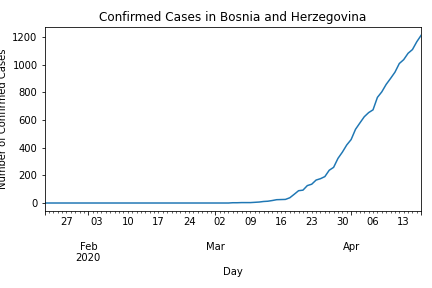 Confirmed Cases in Bosnia and Herzegovina
Number of Confirmed Cases
1200
1000
800
600
400
200
0
27 03 10 17 24 02 09 16 23 30 06 13
Feb Mar Apr
2020
Day